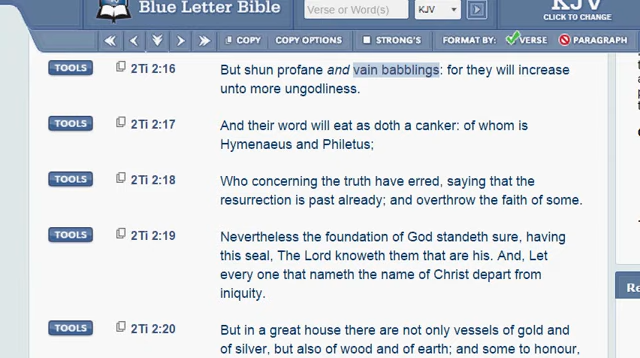 Blue Letter Bible
Verse or Word(s)
KJV
KJV
CLICK TO CHANGE
COPY COPY OPTIONS STRONG'S FORMAT BY: VERSE PARAGRAPH
TOOLS 2Ti 2:16 But shun profane and vain babblings: for they will increase
unto more ungodliness.
TOOLS 2Ti 2:17 And their word will eat as doth a canker: of whom is
Hymenaeus and Philetus;
TOOLS 2Ti 2:18 Who concerning the truth have erred, saying that the
resurrection is past already; and overthrow the faith of some.
TOOLS 2Ti 2:19 Nevertheless the foundation of God standeth sure, having
this seal, The Lord knoweth them that are his. And, Let
every one that nameth the name of Christ depart from
iniquity.
Re
TOOLS 2Ti 2:20 But in a great house there are not only vessels of gold and
of silver, but also of wood and of earth; and some to honour,